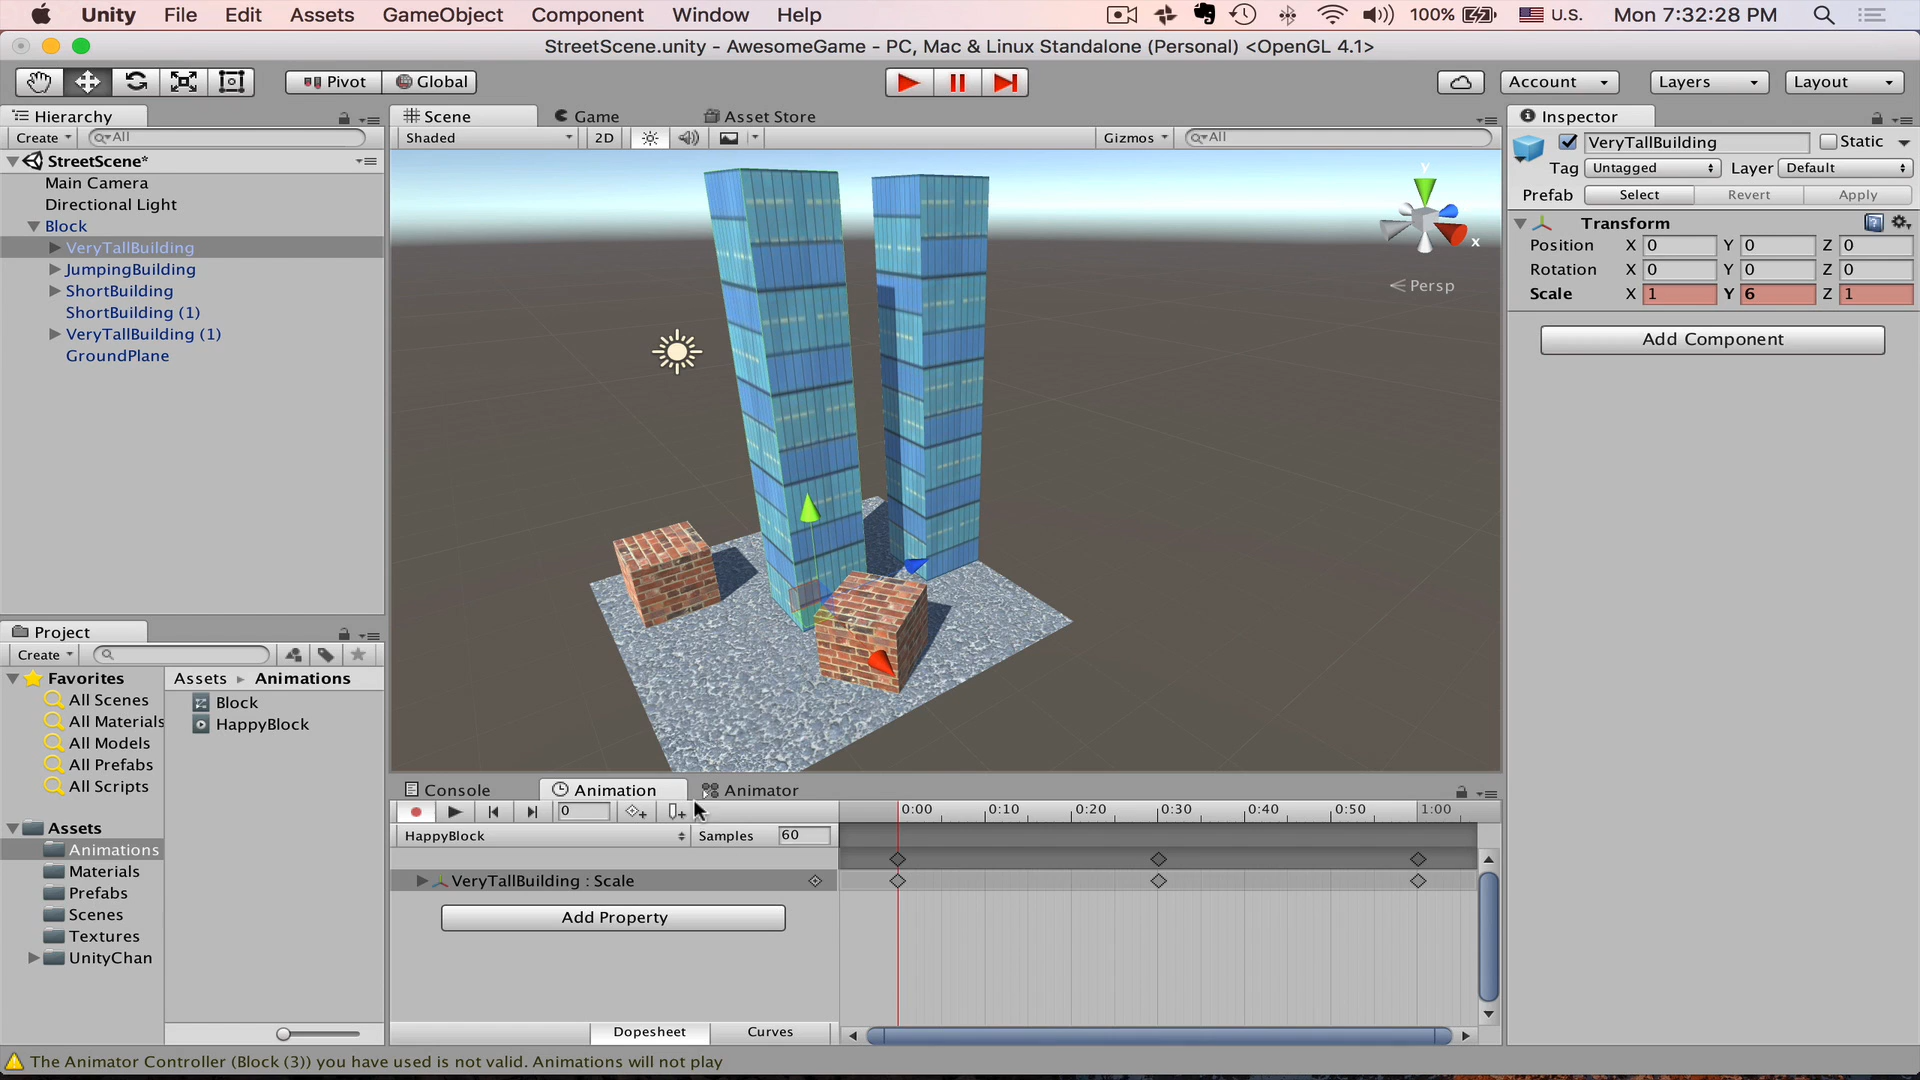 Unity File Edit Assets GameObject Component Window Help 100% U.S. Mon 7:32:28 PM
StreetScene.unity - AwesomeGame - PC, Mac & Linux Standalone (Personal) <OpenGL 4.1>
Pivot Global Account Layers Layout
Hierarchy
Create All
StreetScene*
Main Camera
Directional Light
Block
VeryTallBuilding
JumpingBuilding
ShortBuilding
ShortBuilding (1)
VeryTallBuilding (1)
GroundPlane
Scene Game Asset Store
Shaded 2D Gizmos All
y
x
Persp
Inspector
VeryTallBuilding Static
Tag Untagged Layer Default
Prefab Select Revert Apply
Transform
Position X 0 Y 0 Z 0
Rotation X 0 Y 0 Z 0
Scale X 1 Y 6 Z 1
Add Component
Project
Create
Favorites
All Scenes
All Materials
All Models
All Prefabs
All Scripts
Assets
Animations
Materials
Prefabs
Scenes
Textures
UnityChan
Assets Animations
Block
HappyBlock
Console Animation Animator
0 0:00 0:10 0:20 0:30 0:40 0:50 1:00
HappyBlock Samples 60
VeryTallBuilding : Scale
Add Property
Dopesheet Curves
The Animator Controller (Block (3)) you have used is not valid. Animations will not play